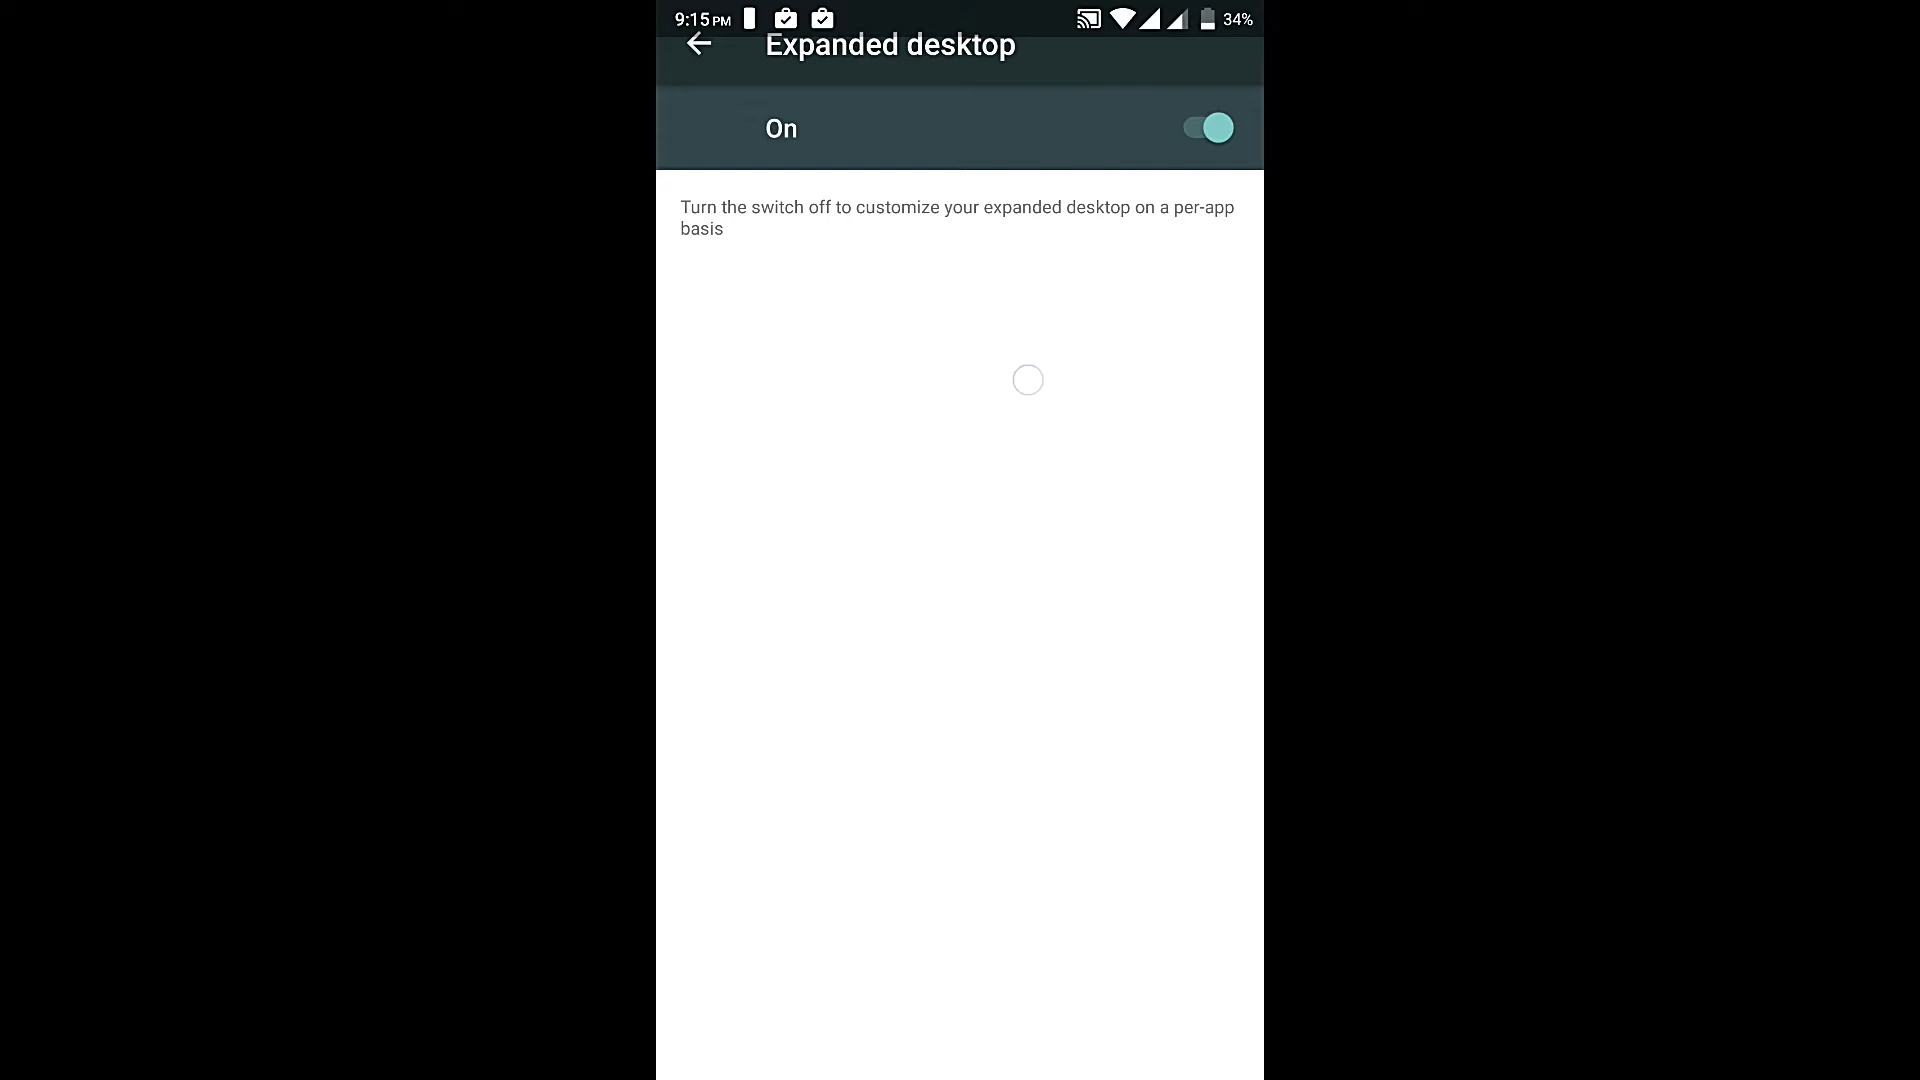 9:15 PM 34%
Expanded desktop
On
Turn the switch off to customize your expanded desktop on a per-app
basis